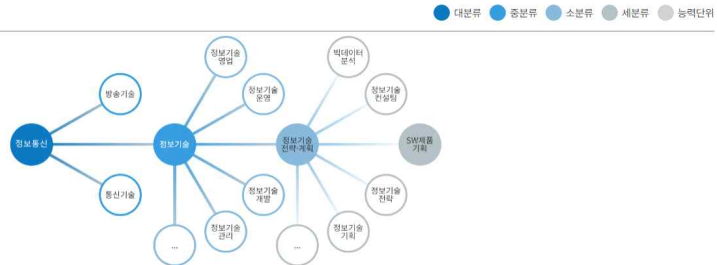 대분류
중분류
소분류
세분류
능력단위
정보통신
방송기술
통신기술
정보기술
정보기술
영업
정보기술
운영
정보기술
개발
정보기술
관리
...
정보기술
전략·계획
빅데이터
분석
정보기술
컨설팅
SW제품
기획
정보기술
전략
정보기술
기획
...